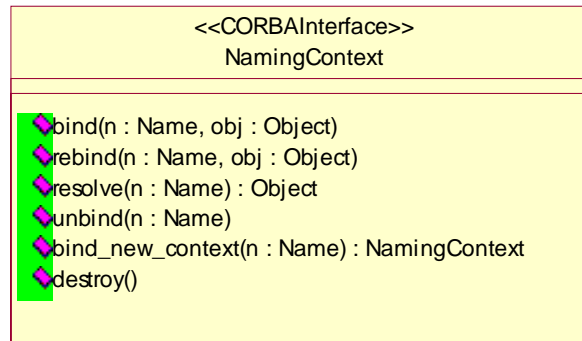 <<CORBAInterface>>
NamingContext
bind(n : Name, obj : Object)
rebind(n : Name, obj : Object)
resolve(n : Name) : Object
unbind(n : Name)
bind_new_context(n : Name) : NamingContext
destroy()